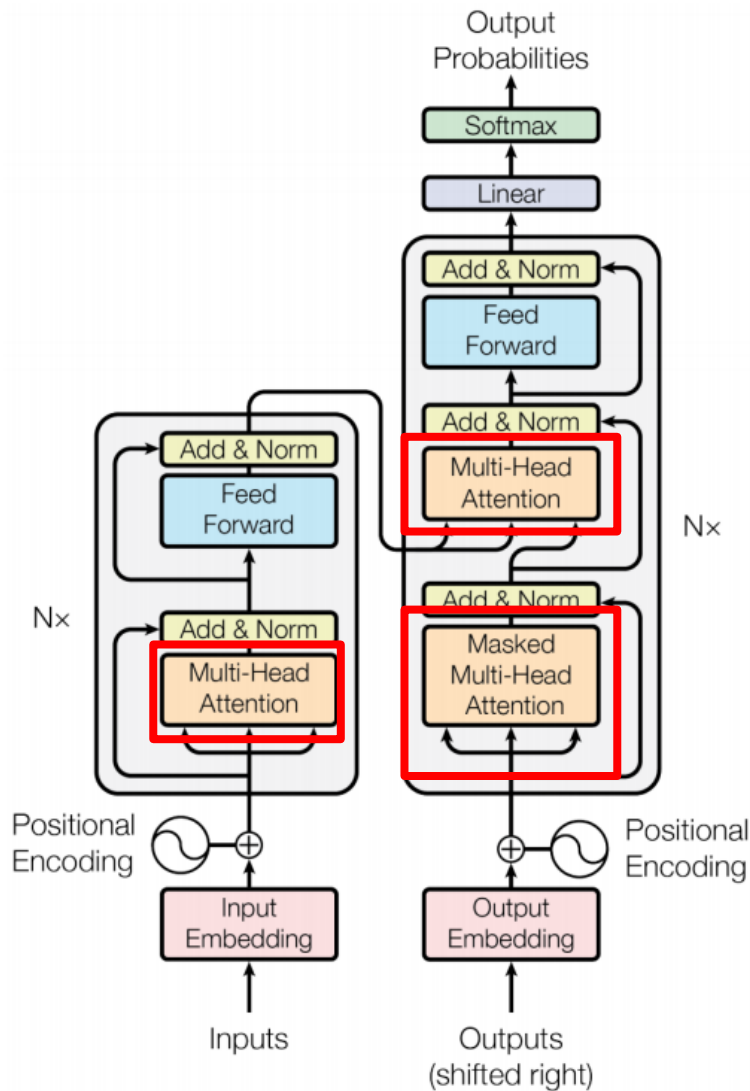 Output
Probabilities
Softmax
Linear
Add & Norm
Feed
Forward
Add & Norm
Multi-Head
Attention
Nx
Add & Norm
Masked
Multi-Head
Attention
Add & Norm
Feed
Forward
Nx
Add & Norm
Multi-Head
Attention
Positional
Encoding
Positional
Encoding
Input
Embedding
Output
Embedding
Inputs
Outputs
(shifted right)